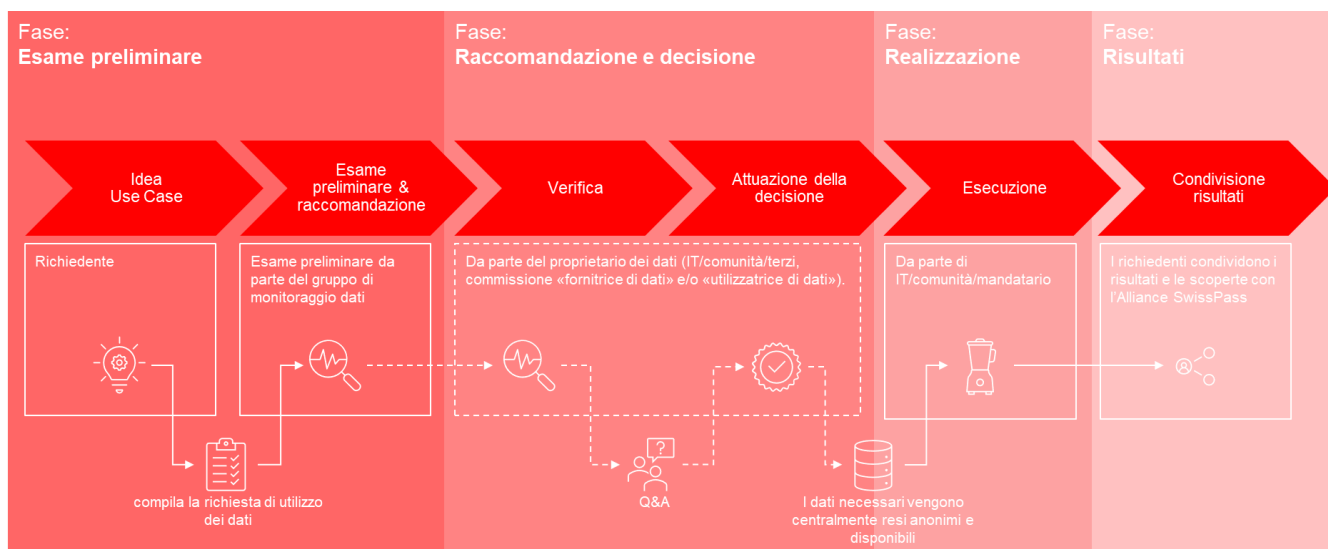 Fase:
Esame preliminare
Fase:
Raccomandazione e decisione
Fase:
Realizzazione
Fase:
Risultati
Idea
Use Case
Esame
preliminare &
raccomandazione
Verifica
Attuazione della
decisione
Esecuzione
Condivisione
risultati
Richiedente
Esame preliminare da
parte del gruppo di
monitoraggio dati
Da parte del proprietario dei dati (IT/comunità/terzi,
commissione «fornitrice di dati» e/o «utilizzatrice di dati»).
Da parte di
IT/comunità/mandatario
I richiedenti condividono i
risultati e le scoperte con
l'Alliance SwissPass
?
compila la richiesta di utilizzo
dei dati
Q&A
I dati necessari vengono
centralmente resi anonimi e
disponibili